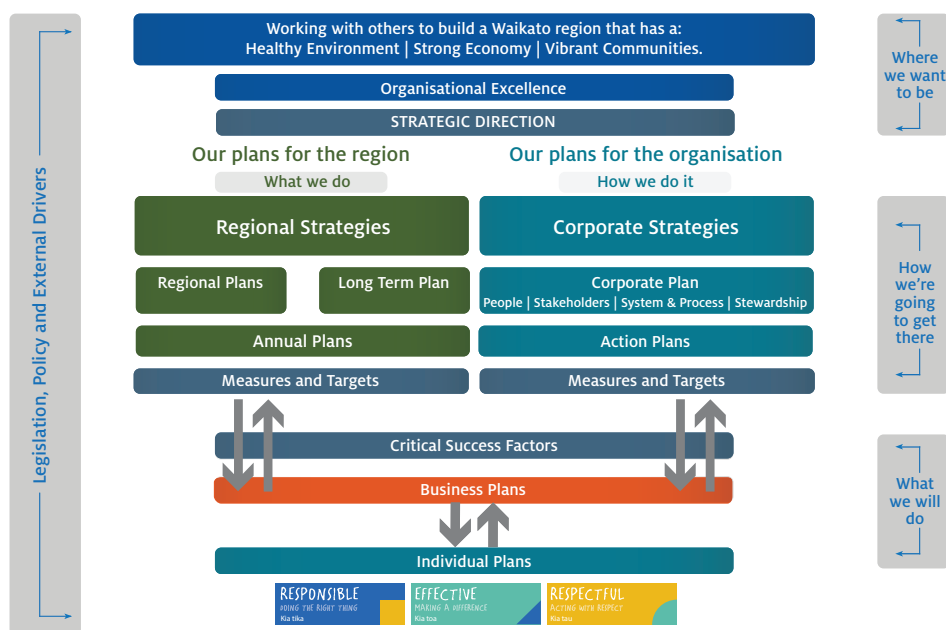 Working with others to build a Waikato region that has a:
Healthy Environment | Strong Economy | Vibrant Communities.
Organisational Excellence
STRATEGIC DIRECTION
Our plans for the region
What we do
Our plans for the organisation
How we do it
Regional Strategies
Corporate Strategies
Regional Plans
Long Term Plan
Corporate Plan
People | Stakeholders | System & Process | Stewardship
Annual Plans
Action Plans
Measures and Targets
Measures and Targets
Critical Success Factors
Business Plans
Individual Plans
RESPONSIBLE
DOING THE RIGHT THING
Kia tika
EFFECTIVE
MAKING A DIFFERENCE
Kia toa
RESPECTFUL
ACTING WITH RESPECT
Kia tau
Legislation, Policy and External Drivers
Where
we want
to be
How
we're
going
to get
there
What
we will
do